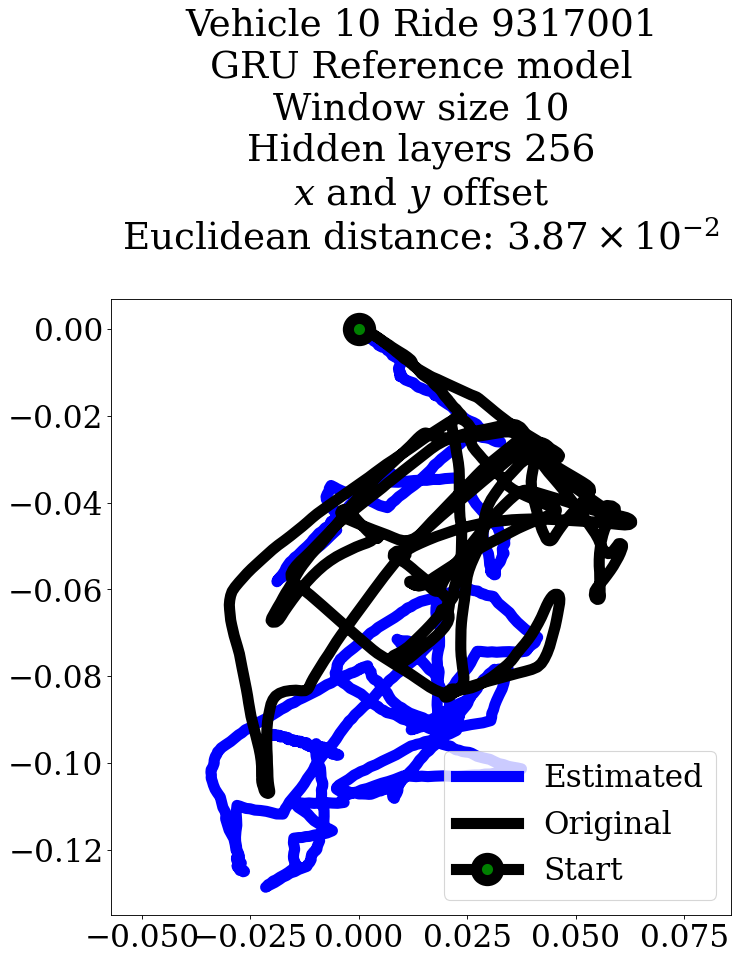 Vehicle 10 Ride 9317001
GRU Reference model
Window size 10
Hidden layers 256
x and y offset
Euclidean distance: 3.87 × 10⁻²
0.00
−0.02
−0.04
−0.06
−0.08
−0.10
−0.12
Estimated
Original
Start
−0.050 −0.025 0.000 0.025 0.050 0.075